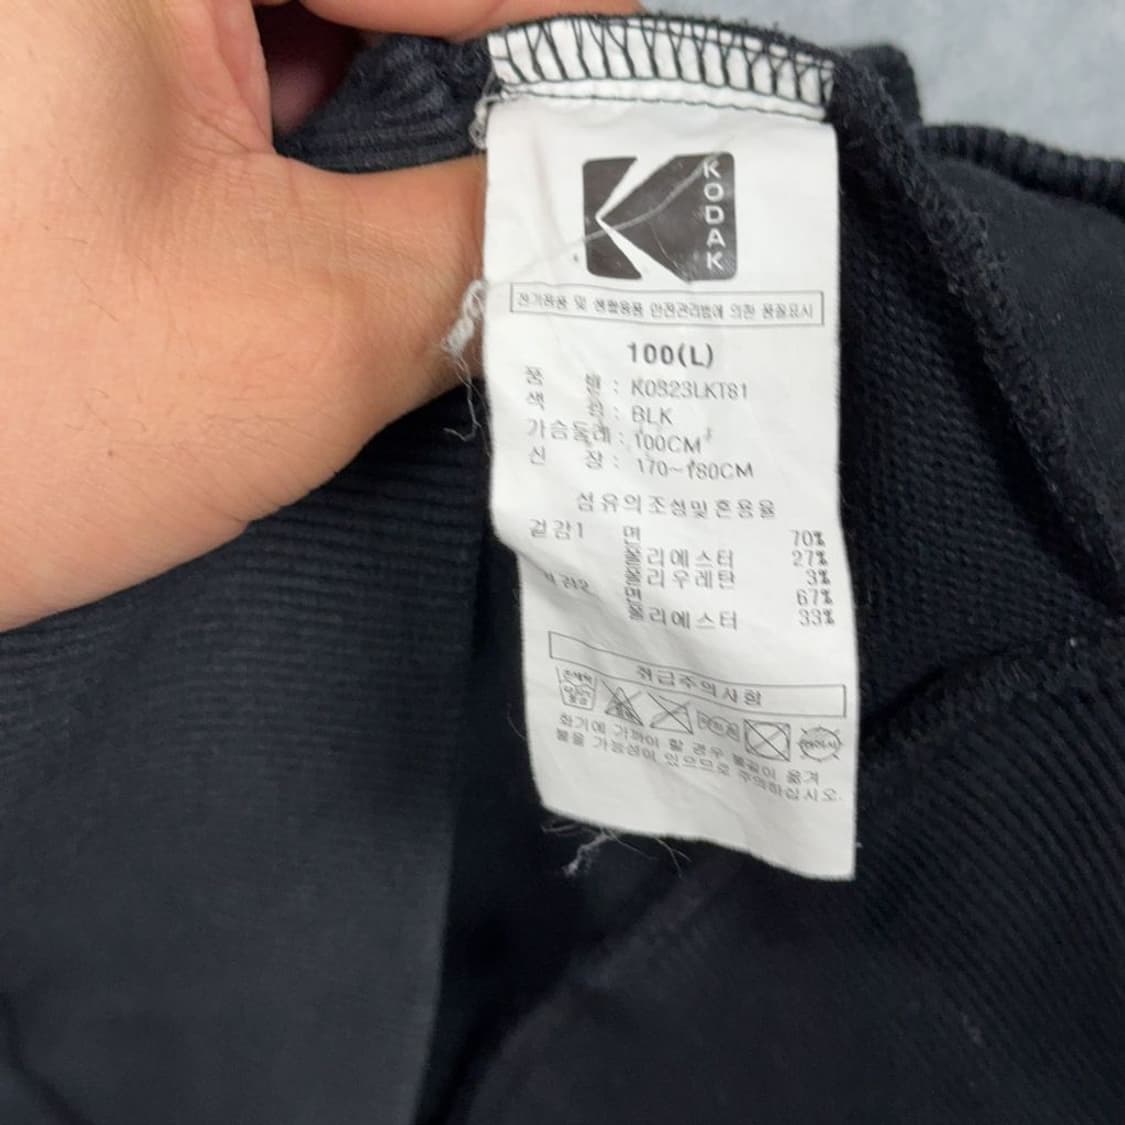 KODAK
전기용품 및 생활용품 안전관리법에 의한 품질표시
100(L)
품 번 : K0323LKT81
색 상 : BLK
가슴둘레 : 100CM
신 장 : 170~180CM
섬유의조성및혼용율
겉감1 면 70%
폴리에스터 27%
폴리우레탄 3%
겉감2 면 67%
폴리에스터 33%
취급주의사항
화기에 가까이 할 경우 불길이 옮겨
붙을 가능성이 있으므로 주의하십시오.